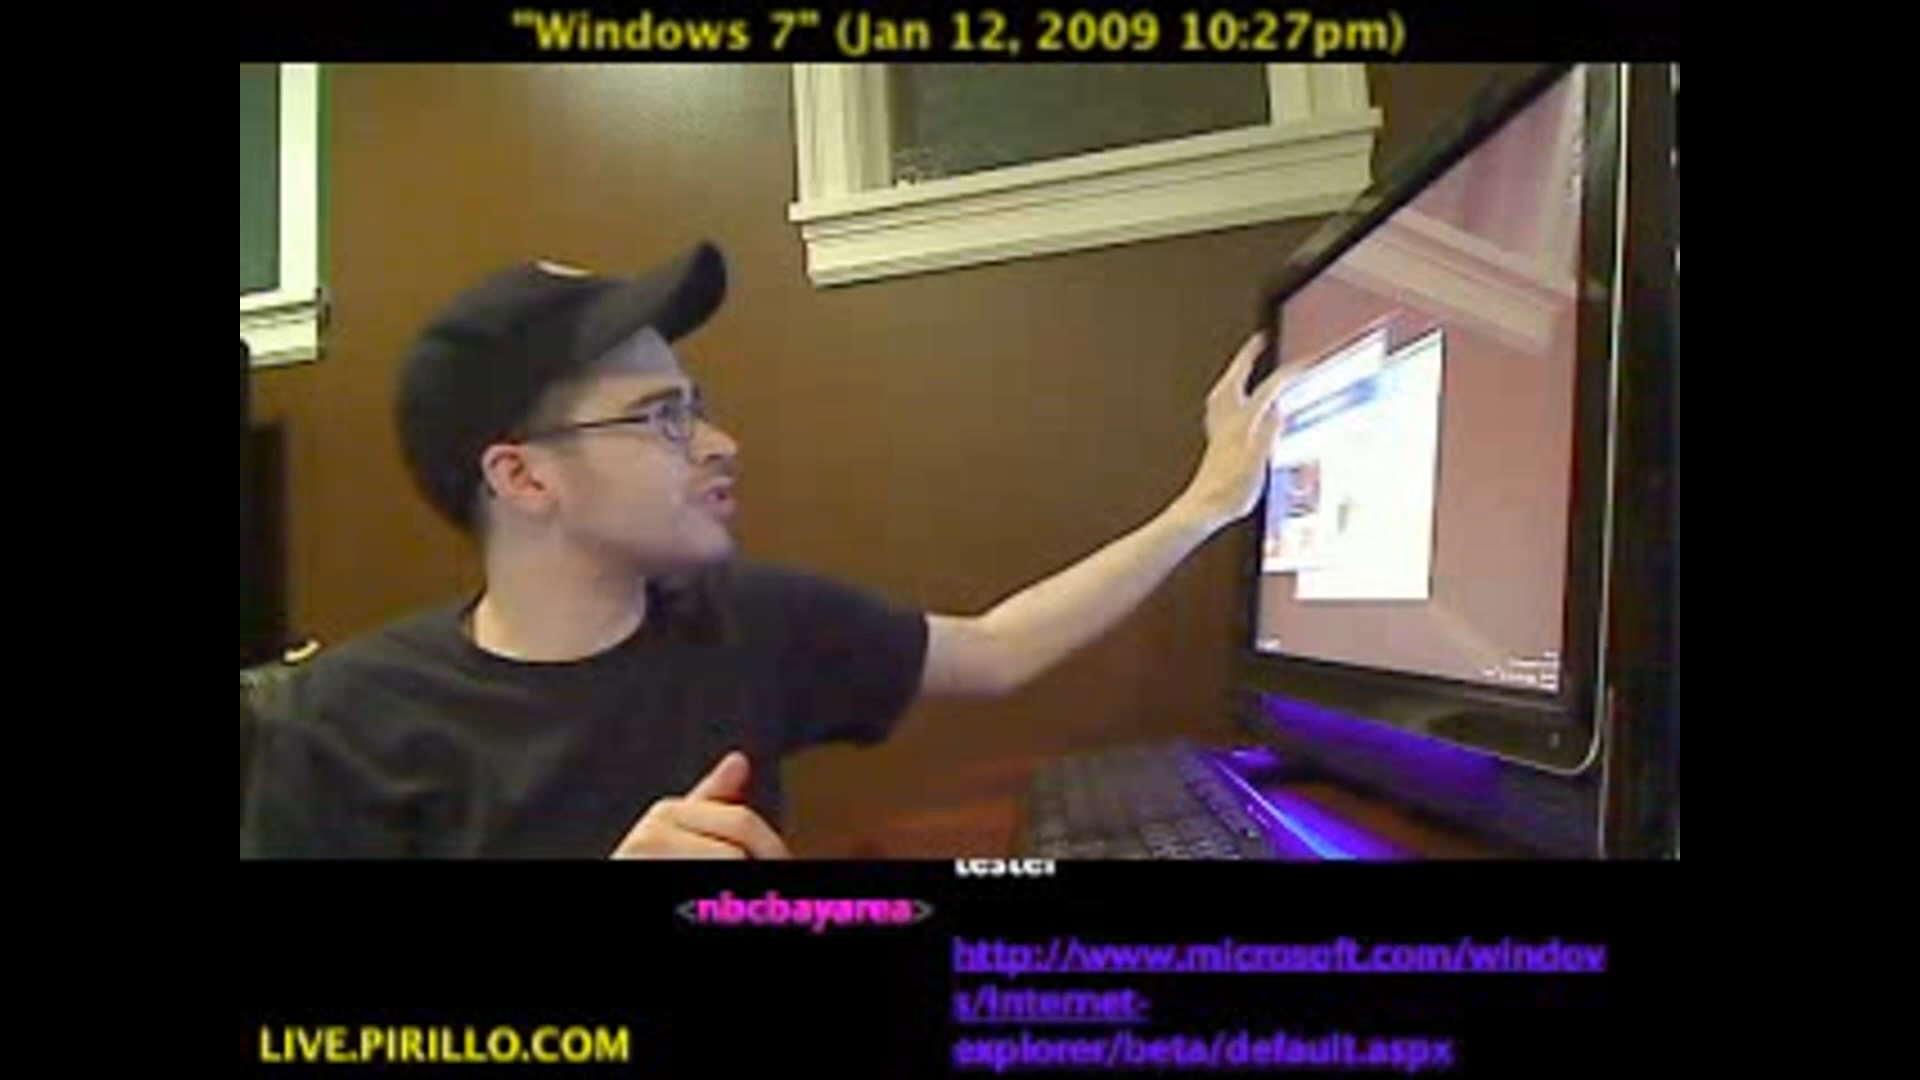 "Windows 7" (Jan 12, 2009 10:27pm)
tester
<nbcbayarea>
http://www.microsoft.com/window
s/internet-
explorer/beta/default.aspx
LIVE.PIRILLO.COM